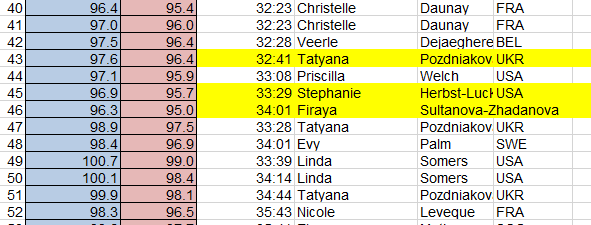 40 96.4 95.4 32:23 Christelle Daunay FRA
41 97.0 96.0 32:23 Christelle Daunay FRA
42 97.5 96.4 32:28 Veerle Dejaeghere BEL
43 97.6 96.4 32:41 Tatyana Pozdniakov UKR
44 97.1 95.9 33:08 Priscilla Welch USA
45 96.9 95.7 33:29 Stephanie Herbst-Luck USA
46 96.3 95.0 34:01 Firaya Sultanova-Zhadanova
47 98.9 97.5 33:28 Tatyana Pozdniakov UKR
48 98.4 96.9 34:01 Evy Palm SWE
49 100.7 99.0 33:39 Linda Somers USA
50 100.1 98.4 34:14 Linda Somers USA
51 99.9 98.1 34:44 Tatyana Pozdniakov UKR
52 98.3 96.5 35:43 Nicole Leveque FRA